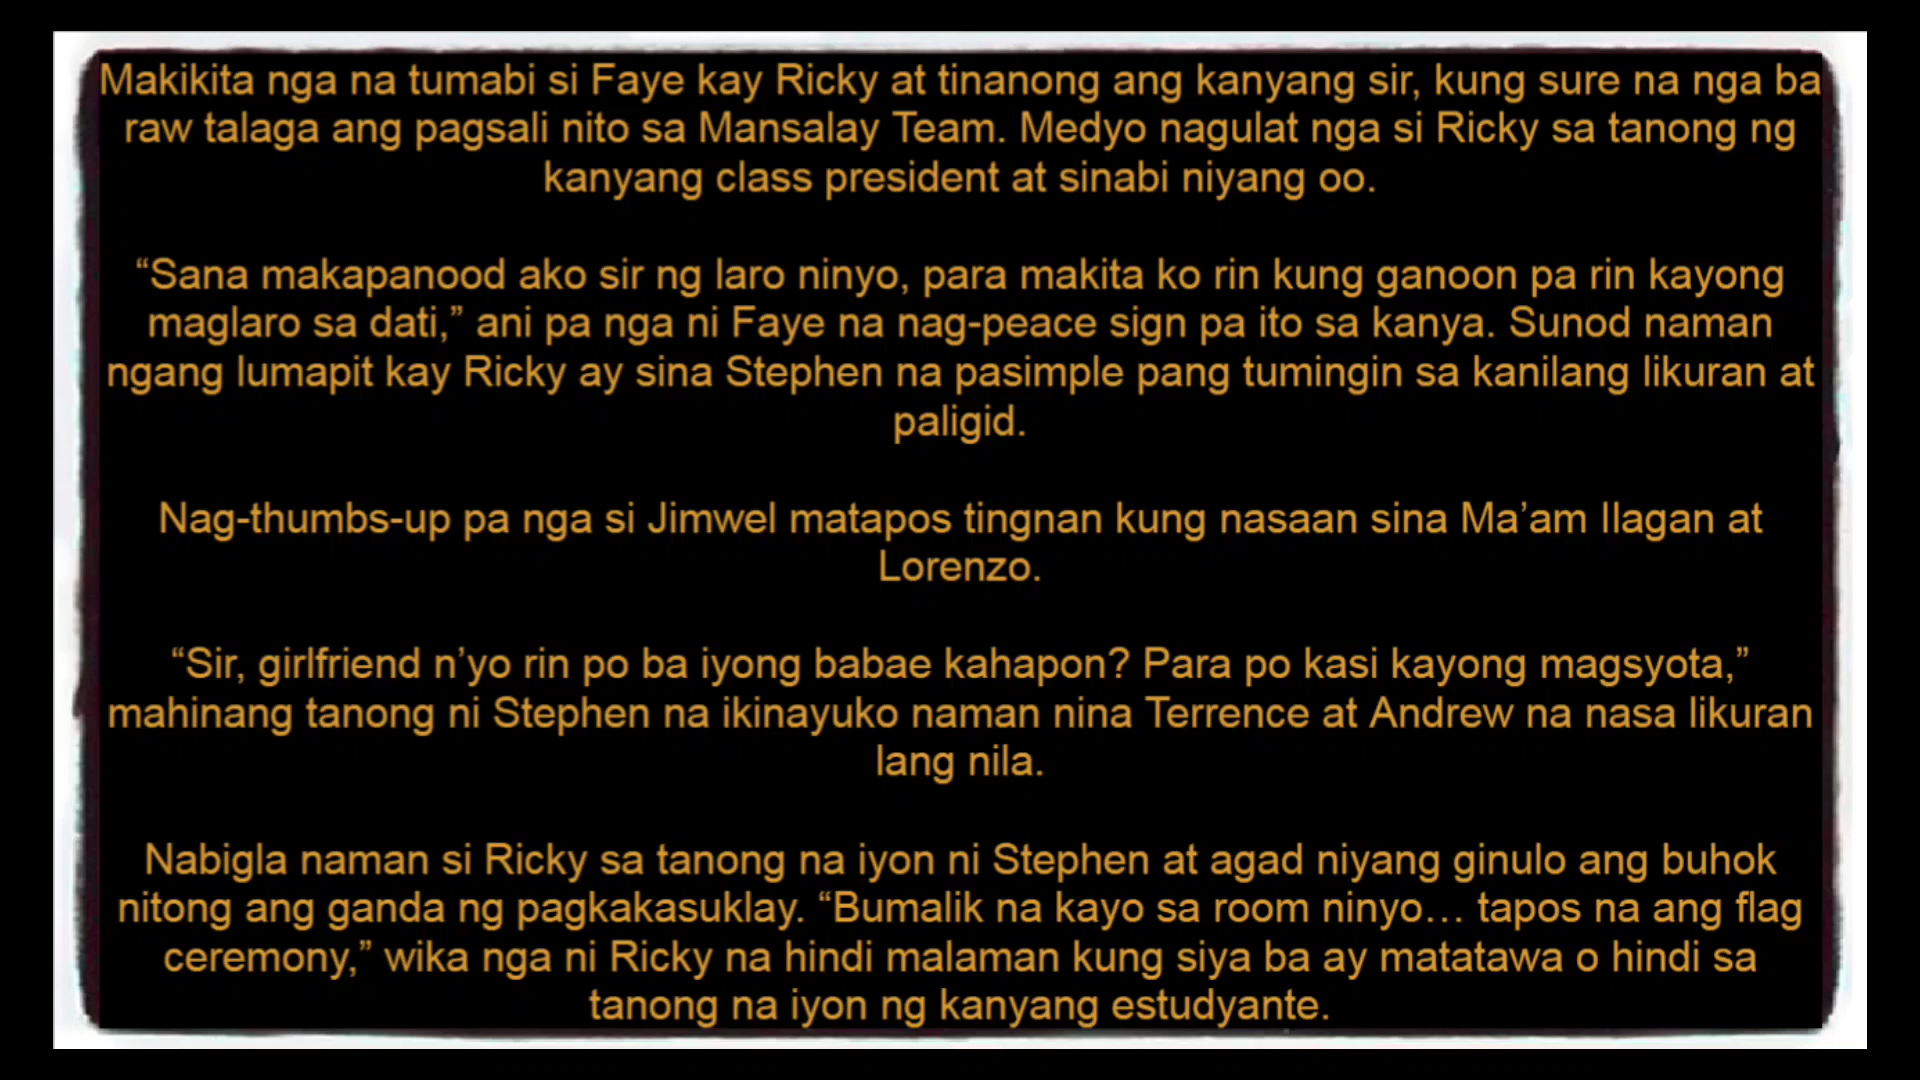 Makikita nga na tumabi si Faye kay Ricky at tinanong ang kanyang sir, kung sure na nga ba
raw talaga ang pagsali nito sa Mansalay Team. Medyo nagulat nga si Ricky sa tanong ng
kanyang class president at sinabi niyang oo.
“Sana makapanood ako sir ng laro ninyo, para makita ko rin kung ganoon pa rin kayong
maglaro sa dati,” ani pa nga ni Faye na nag-peace sign pa ito sa kanya. Sunod naman
ngang lumapit kay Ricky ay sina Stephen na pasimple pang tumingin sa kanilang likuran at
paligid.
Nag-thumbs-up pa nga si Jimwel matapos tingnan kung nasaan sina Ma’am Ilagan at
Lorenzo.
“Sir, girlfriend n’yo rin po ba iyong babae kahapon? Para po kasi kayong magsyota,”
mahinang tanong ni Stephen na ikinayuko naman nina Terrence at Andrew na nasa likuran
lang nila.
Nabigla naman si Ricky sa tanong na iyon ni Stephen at agad niyang ginulo ang buhok
nitong ang ganda ng pagkakasuklay. “Bumalik na kayo sa room ninyo… tapos na ang flag
ceremony,” wika nga ni Ricky na hindi malaman kung siya ba ay matatawa o hindi sa
tanong na iyon ng kanyang estudyante.